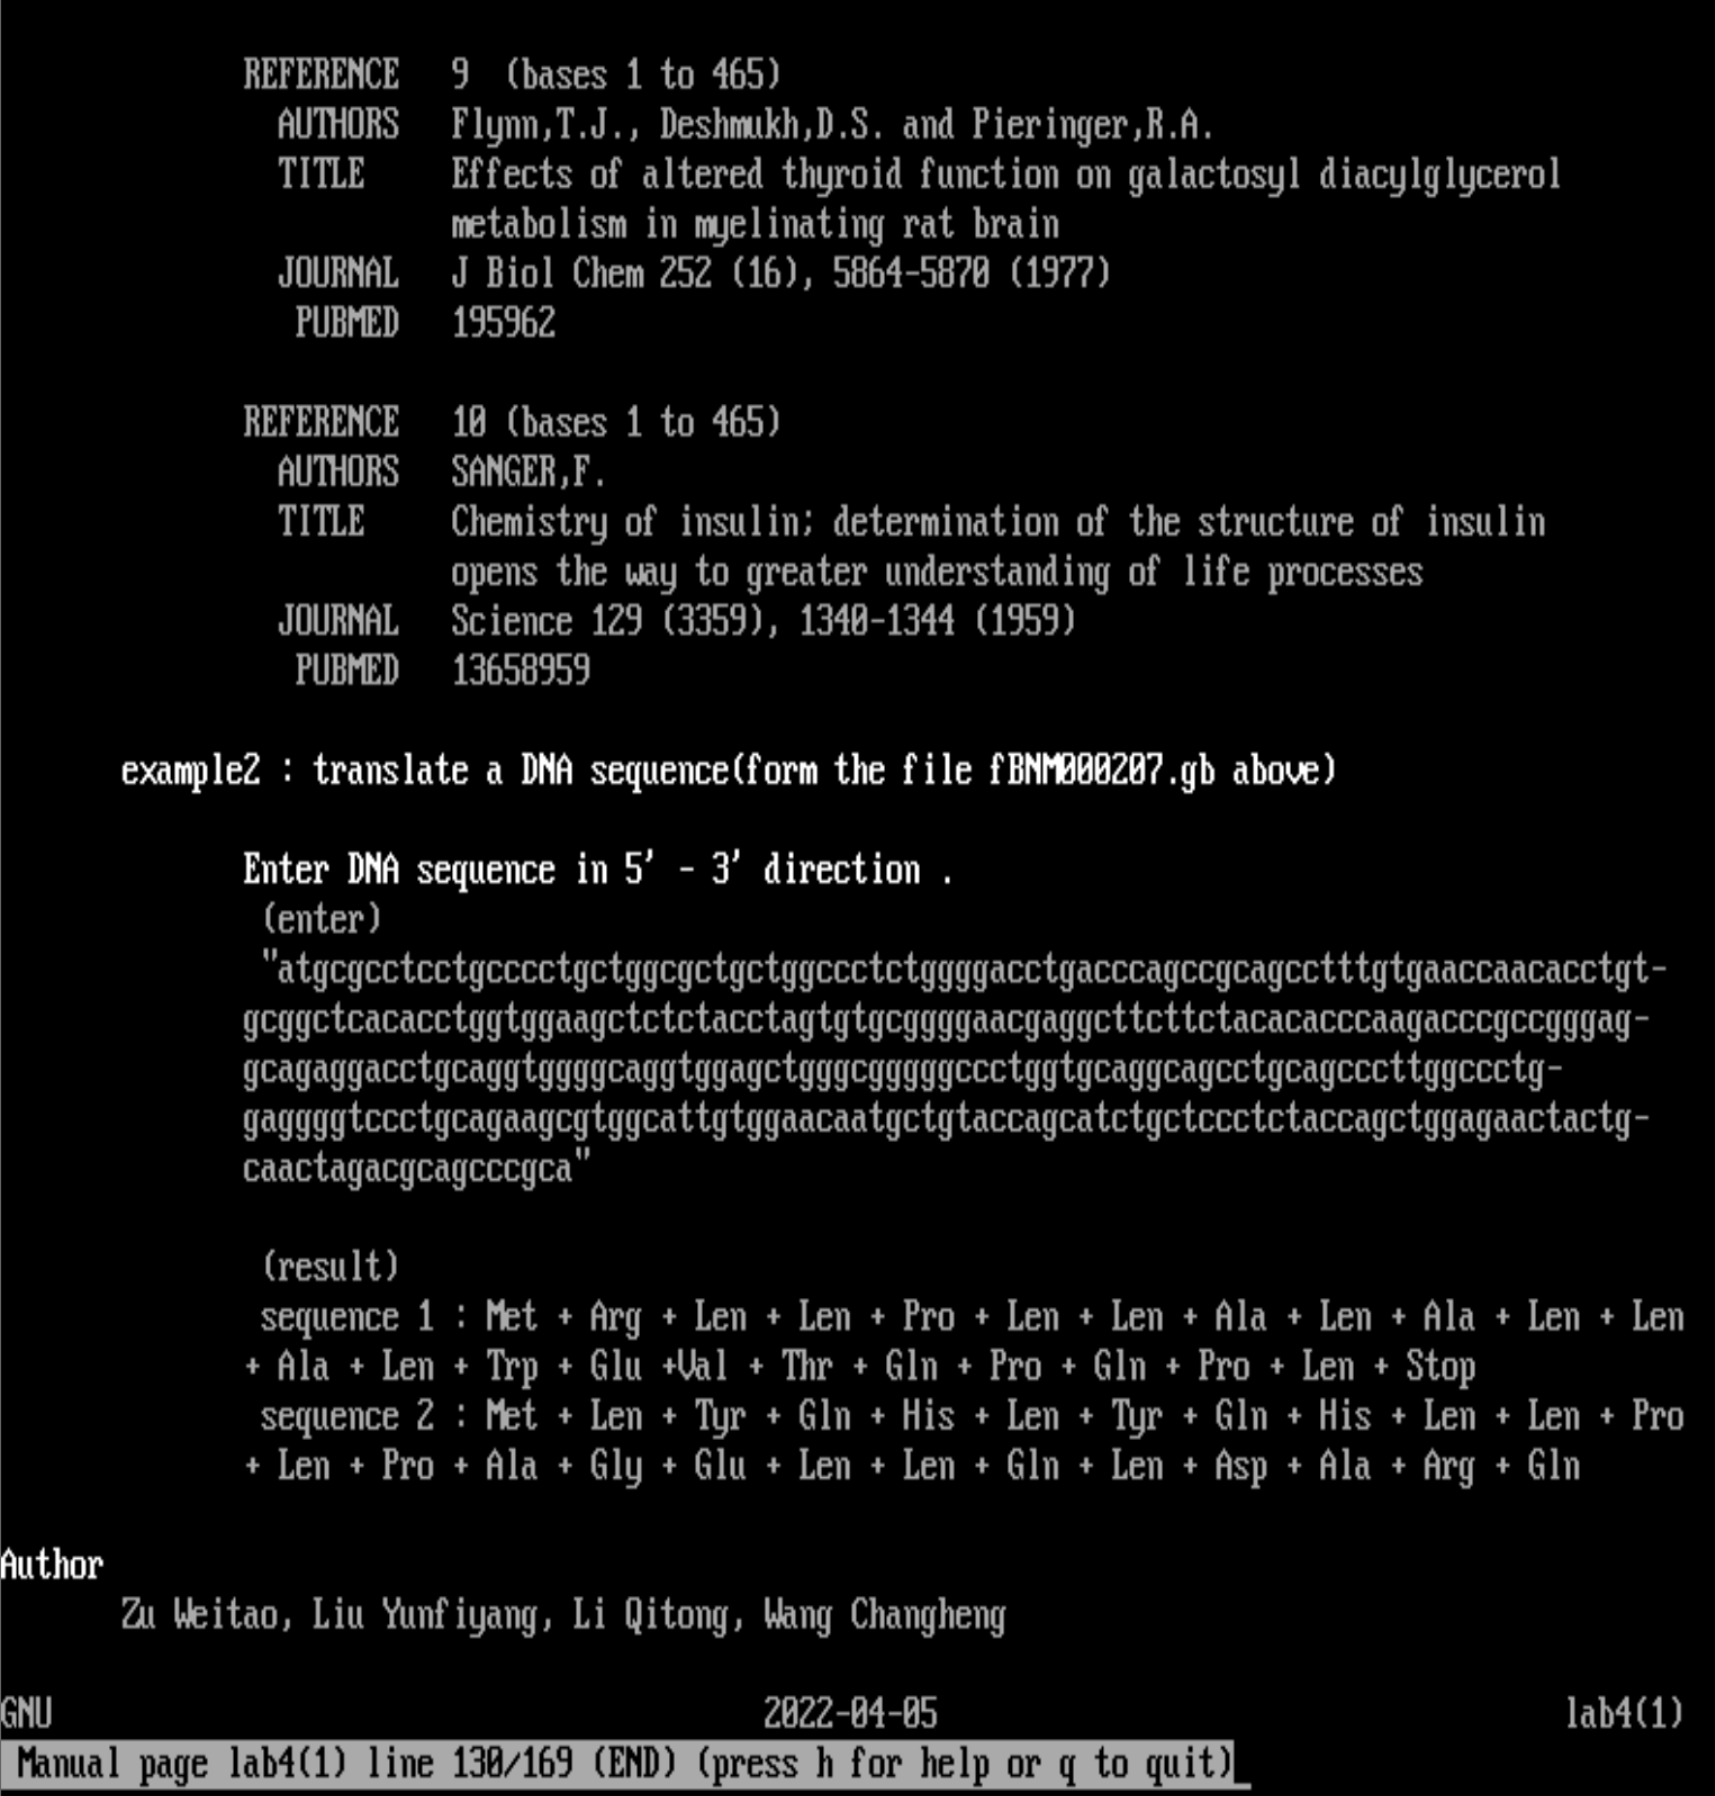 REFERENCE 9 (bases 1 to 465)
AUTHORS Flynn,T.J., Deshmukh,D.S. and Pieringer,R.A.
TITLE Effects of altered thyroid function on galactosyl diacylglycerol
metabolism in myelinating rat brain
JOURNAL J Biol Chem 252 (16), 5864-5870 (1977)
PUBMED 195962
REFERENCE 10 (bases 1 to 465)
AUTHORS SANGER,F.
TITLE Chemistry of insulin; determination of the structure of insulin
opens the way to greater understanding of life processes
JOURNAL Science 129 (3359), 1340-1344 (1959)
PUBMED 13658959
example2 : translate a DNA sequence(form the file fBNM000207.gb above)
Enter DNA sequence in 5' - 3' direction .
(enter)
"atgcgcctcctgcccctgctggcgctgctggccctctggggacctgacccagccgcagcctttgtgaaccaacacctgt-
gcggctcacacctggtggaagctctctacctagtgtgcggggaacgaggcttcttctacacacccaagacccgccgggag-
gcagaggacctgcaggtggggcaggtggagctgggcgggggccctggtgcaggcagcctgcagcccttggccctg-
gaggggtccctgcagaagcgtggcattgtggaacaatgctgtaccagcatctgctccctctaccagctggagaactactg-
caactagacgcagcccgca"
(result)
sequence 1 : Met + Arg + Len + Len + Pro + Len + Len + Ala + Len + Ala + Len + Len
+ Ala + Len + Trp + Glu +Val + Thr + Gln + Pro + Gln + Pro + Len + Stop
sequence 2 : Met + Len + Tyr + Gln + His + Len + Tyr + Gln + His + Len + Len + Pro
+ Len + Pro + Ala + Gly + Glu + Len + Len + Gln + Len + Asp + Ala + Arg + Gln
Author
Zu Weitao, Liu Yunfiyang, Li Qitong, Wang Changheng
GNU 2022-04-05 lab4(1)
Manual page lab4(1) line 130/169 (END) (press h for help or q to quit)_